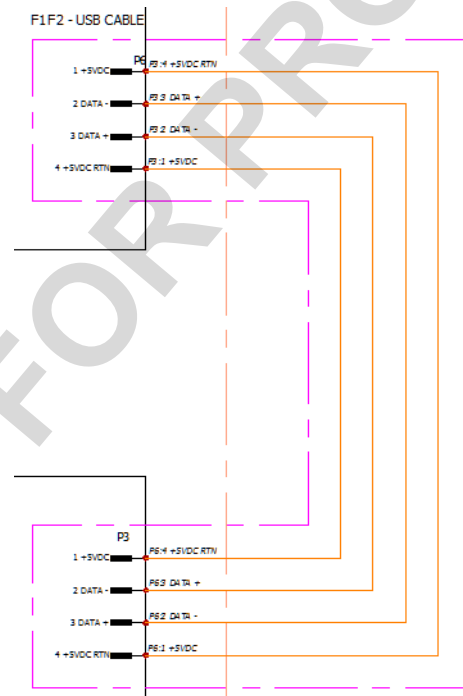 F1F2 - USB CABLE
P6
1 +5VDC
P3:4 +5VDC RTN
2 DATA -
P3:3 DATA +
3 DATA +
P3:2 DATA -
4 +5VDC RTN
P3:1 +5VDC
FOR PRO
P3
1 +5VDC
P6:4 +5VDC RTN
2 DATA -
P6:3 DATA +
3 DATA +
P6:2 DATA -
4 +5VDC RTN
P6:1 +5VDC